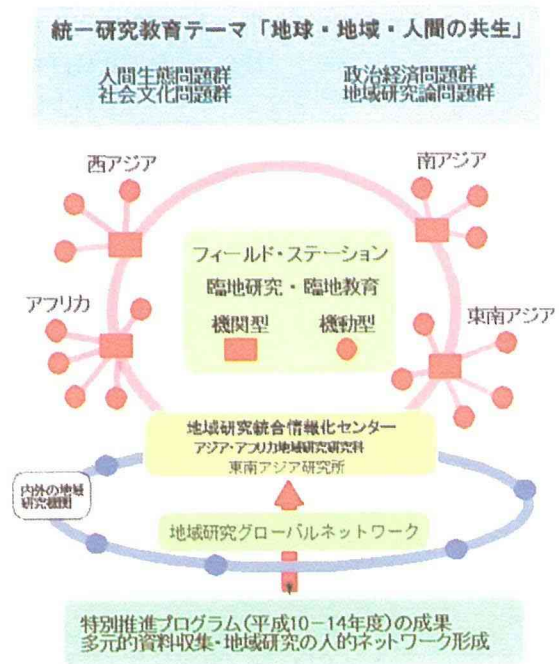 統一研究教育テーマ「地球・地域・人間の共生」
人間生態問題群
社会文化問題群
政治経済問題群
地域研究論問題群
西アジア
南アジア
フィールド・ステーション
臨地研究・臨地教育
機関型 機動型
アフリカ
東南アジア
地域研究統合情報化センター
アジア・アフリカ地域研究研究科
東南アジア研究所
内外の地域
研究機関
地域研究グローバルネットワーク
特別推進プログラム(平成10-14年度)の成果
多元的資料収集・地域研究の人的ネットワーク形成